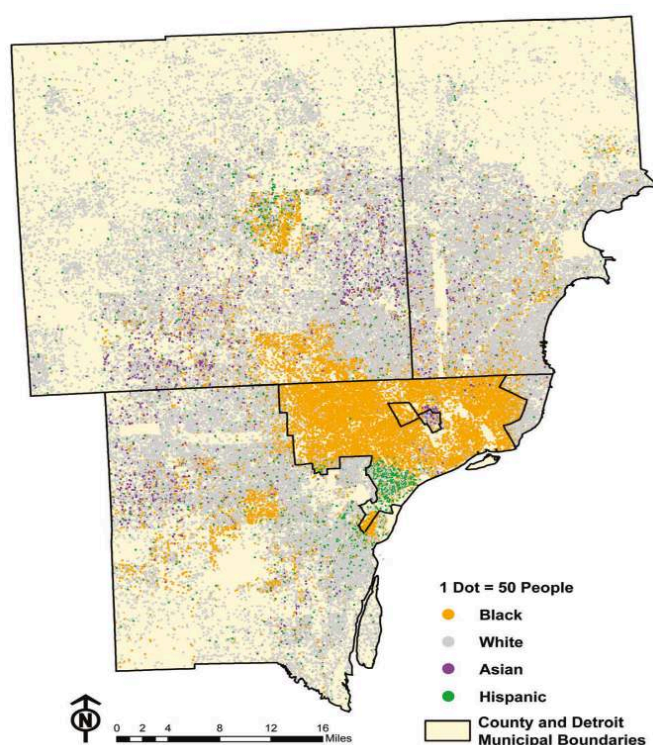 1 Dot = 50 People
Black
White
Asian
Hispanic
County and Detroit
Municipal Boundaries
N
0 2 4 8 12 16
Miles